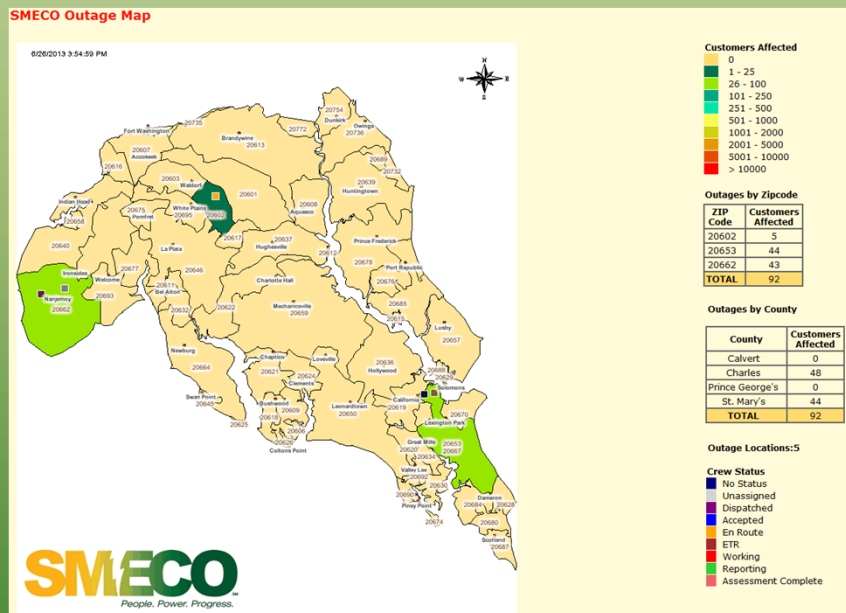 SMECO Outage Map
6/26/2013 3:54:59 PM
N
W
E
S
20754
Dunkirk
Owings
20736
20735
Fort Washington
20772
Brandywine
20613
20607
Accokeek
20616
20689
20732
20603
Waldorf
20639
Huntingtown
20601
Indian Head
20658
20675
Pomfret
White Plains
20695
20602
20608
Aquasco
20617
20637
Hughesville
20640
La Plata
20612
Prince Frederick
20678
Port Republic
20676
Ironsides
Welcome
20677
20646
Charlotte Hall
Nanjemoy
20662
20693
20611
Bel Alton
20632
20622
Mechanicsville
20659
20685
20615
Lusby
20657
Newburg
20664
Chaptico
20621
Loveville
20636
Hollywood
20624
Clements
20688
20629
Solomons
Swan Point
20645
20625
Bushwood
20609
20618
20606
20626
Coltons Point
Leonardtown
20650
California
20619
20670
Lexington Park
20653
20667
Great Mills
20620
20634
Valley Lee
20692
20630
20690
Piney Point
20674
Dameron
20684
20628
20680
Scotland
20687
Customers Affected
0
1 - 25
26 - 100
101 - 250
251 - 500
501 - 1000
1001 - 2000
2001 - 5000
5001 - 10000
> 10000
Outages by Zipcode
ZIP Code Customers Affected
20602 5
20653 44
20662 43
TOTAL 92
Outages by County
County Customers Affected
Calvert 0
Charles 48
Prince George's 0
St. Mary's 44
TOTAL 92
Outage Locations:5
Crew Status
No Status
Unassigned
Dispatched
Accepted
En Route
ETR
Working
Reporting
Assessment Complete
SMECO
People. Power. Progress.